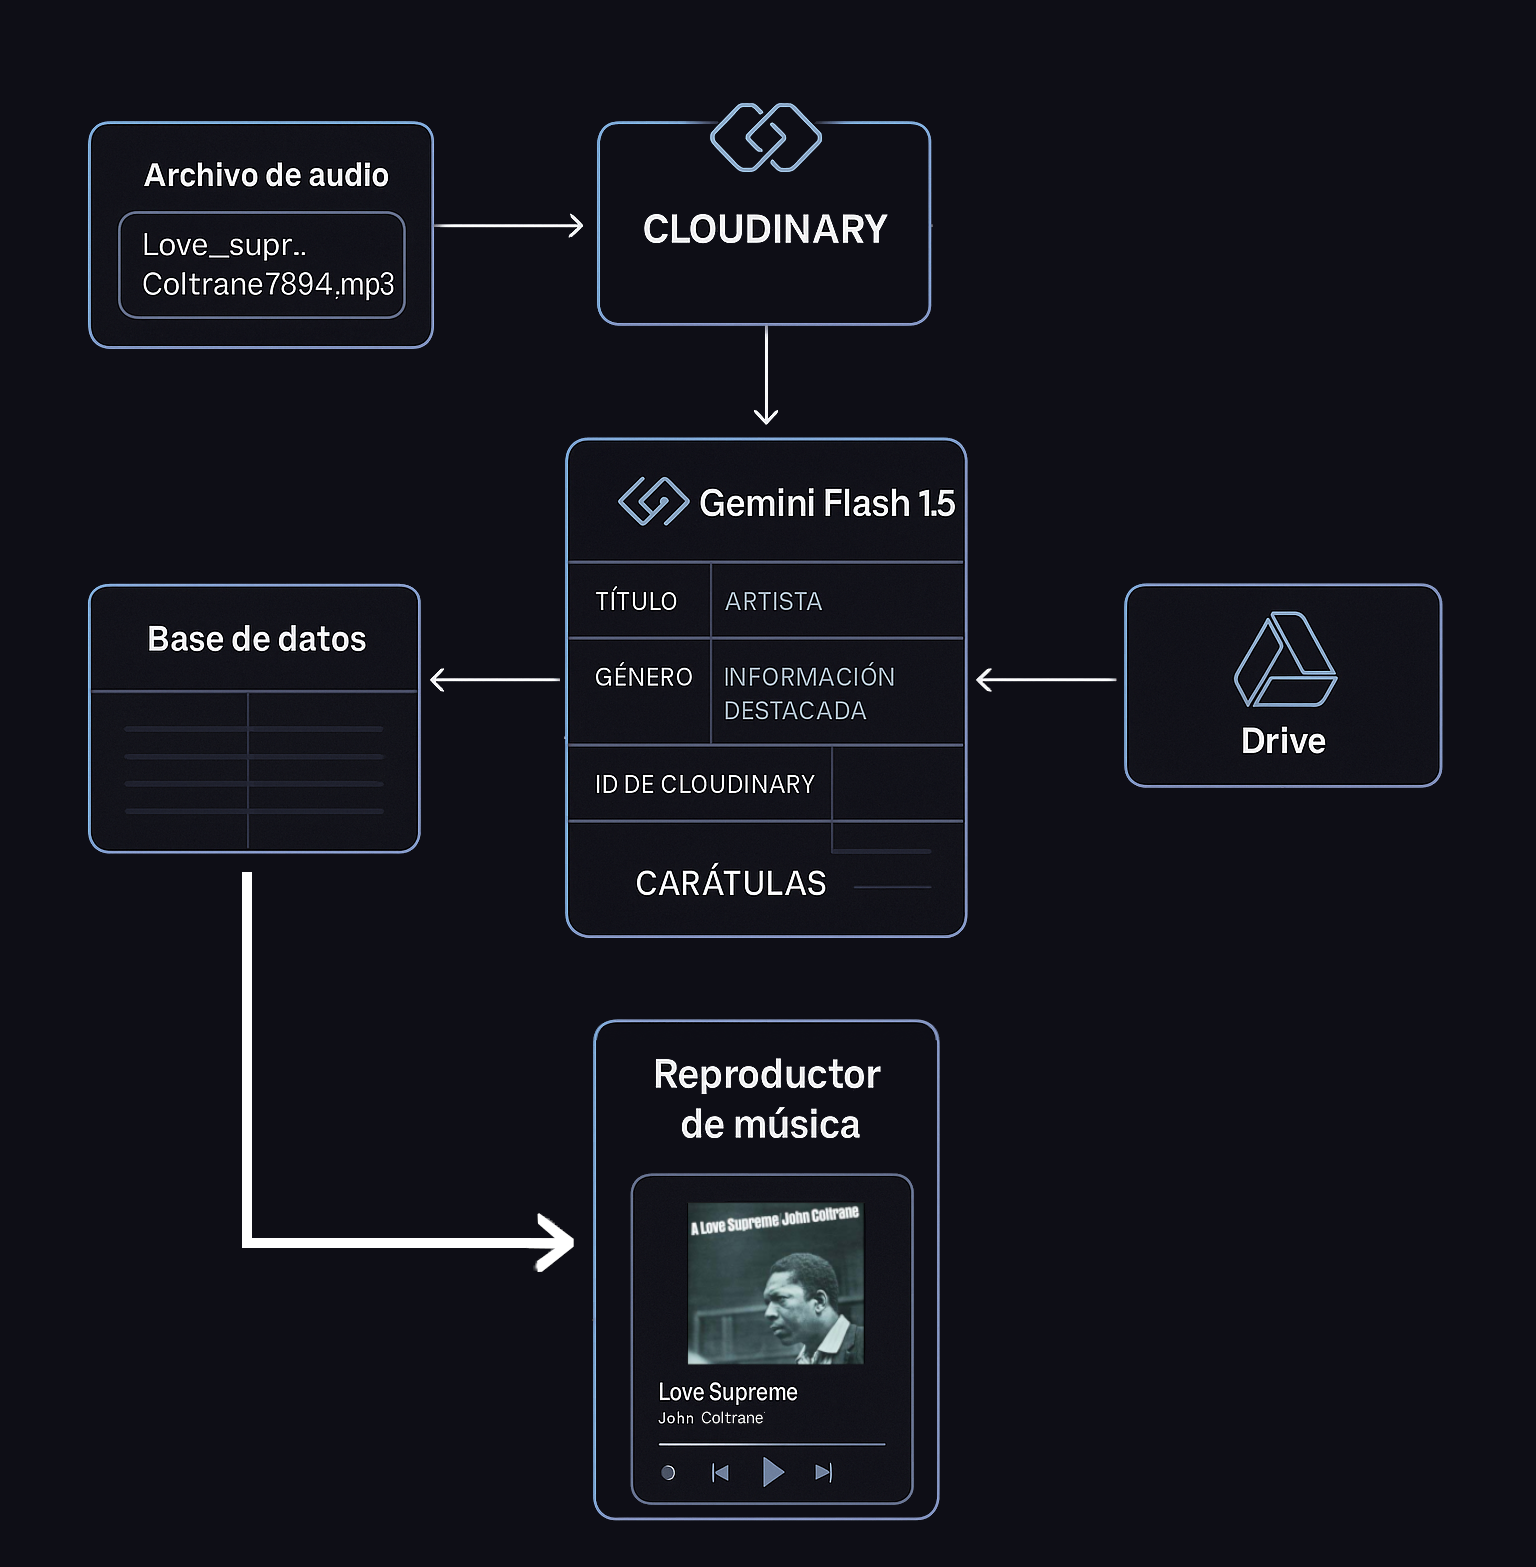 Archivo de audio
Love_supr..
Coltrane7894.mp3
CLOUDINARY
Gemini Flash 1.5
TÍTULO
ARTISTA
GÉNERO
INFORMACIÓN
DESTACADA
ID DE CLOUDINARY
CARÁTULAS
Base de datos
Drive
Reproductor
de música
A Love Supreme John Coltrane
Love Supreme
John Coltrane